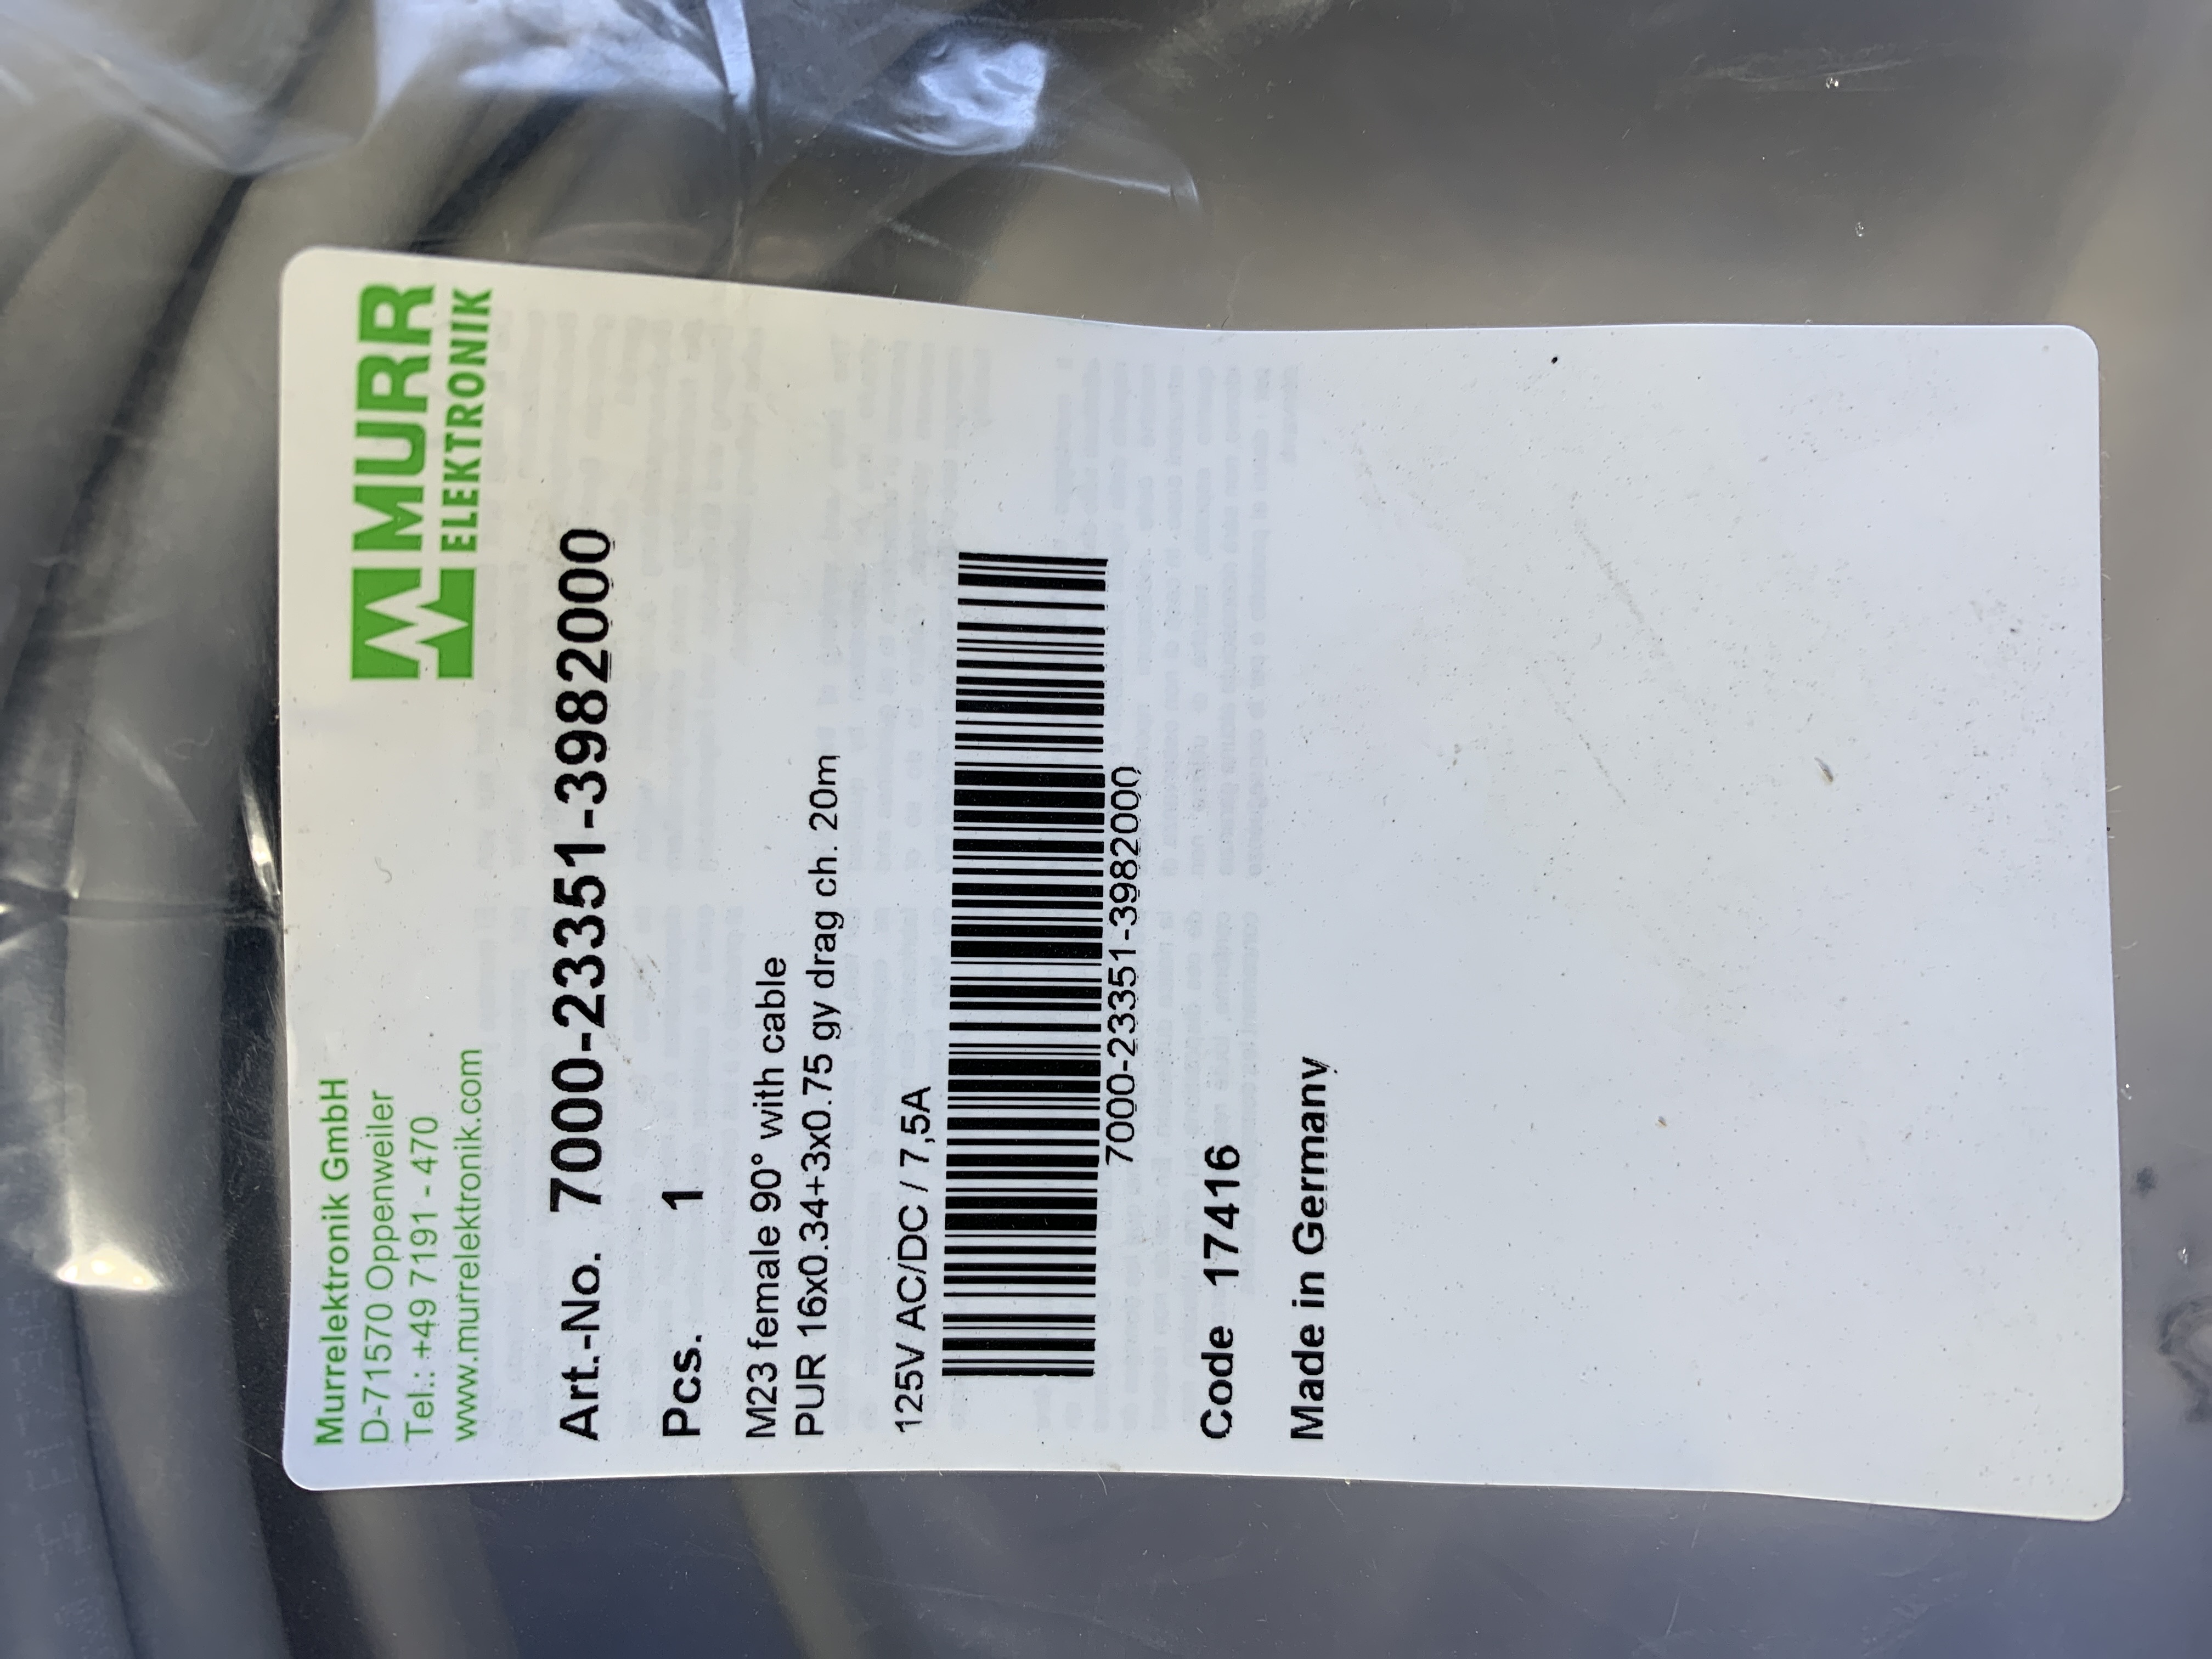 Murrelektronik GmbH
D-71570 Oppenweiler
Tel.: +49 7191 - 470
www.murrelektronik.com
MURR
ELEKTRONIK
Art.-No. 7000-23351-3982000
Pcs. 1
M23 female 90° with cable
PUR 16x0.34+3x0.75 gy drag ch. 20m
125V AC/DC / 7,5A
7000-23351-3982000
Code 17416
Made in Germany